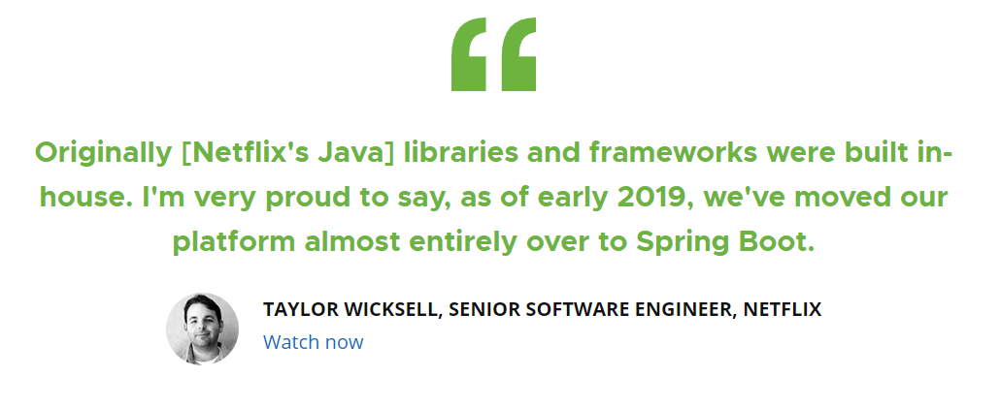 Originally [Netflix's Java] libraries and frameworks were built in-
house. I'm very proud to say, as of early 2019, we've moved our
platform almost entirely over to Spring Boot.
TAYLOR WICKSELL, SENIOR SOFTWARE ENGINEER, NETFLIX
Watch now